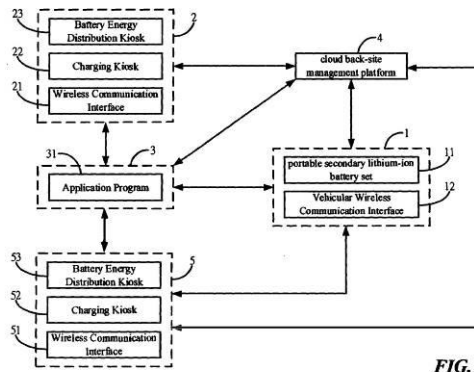 23
Battery Energy
Distribution Kiosk
2
22
Charging Kiosk
21
Wireless Communication
Interface
4
cloud back-site
management platform
3
31
Application Program
1
portable secondary lithium-ion
battery set
11
Vehicular Wireless
Communication Interface
12
53
Battery Energy
Distribution Kiosk
5
52
Charging Kiosk
51
Wireless Communication
Interface
FIG.